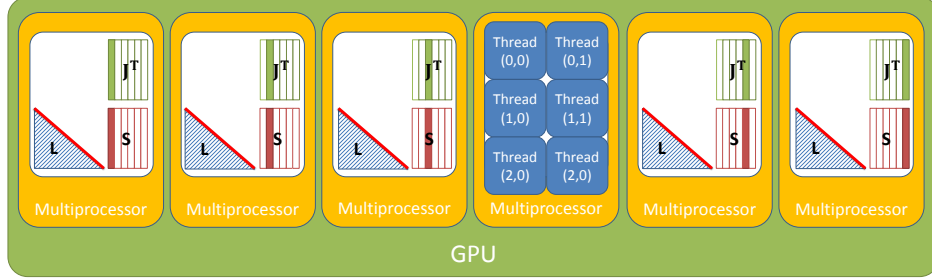 J^T
S
L
Multiprocessor
J^T
S
L
Multiprocessor
J^T
S
L
Multiprocessor
Thread
(0,0)
Thread
(0,1)
Thread
(1,0)
Thread
(1,1)
Thread
(2,0)
Thread
(2,0)
Multiprocessor
J^T
S
L
Multiprocessor
J^T
S
L
Multiprocessor
GPU